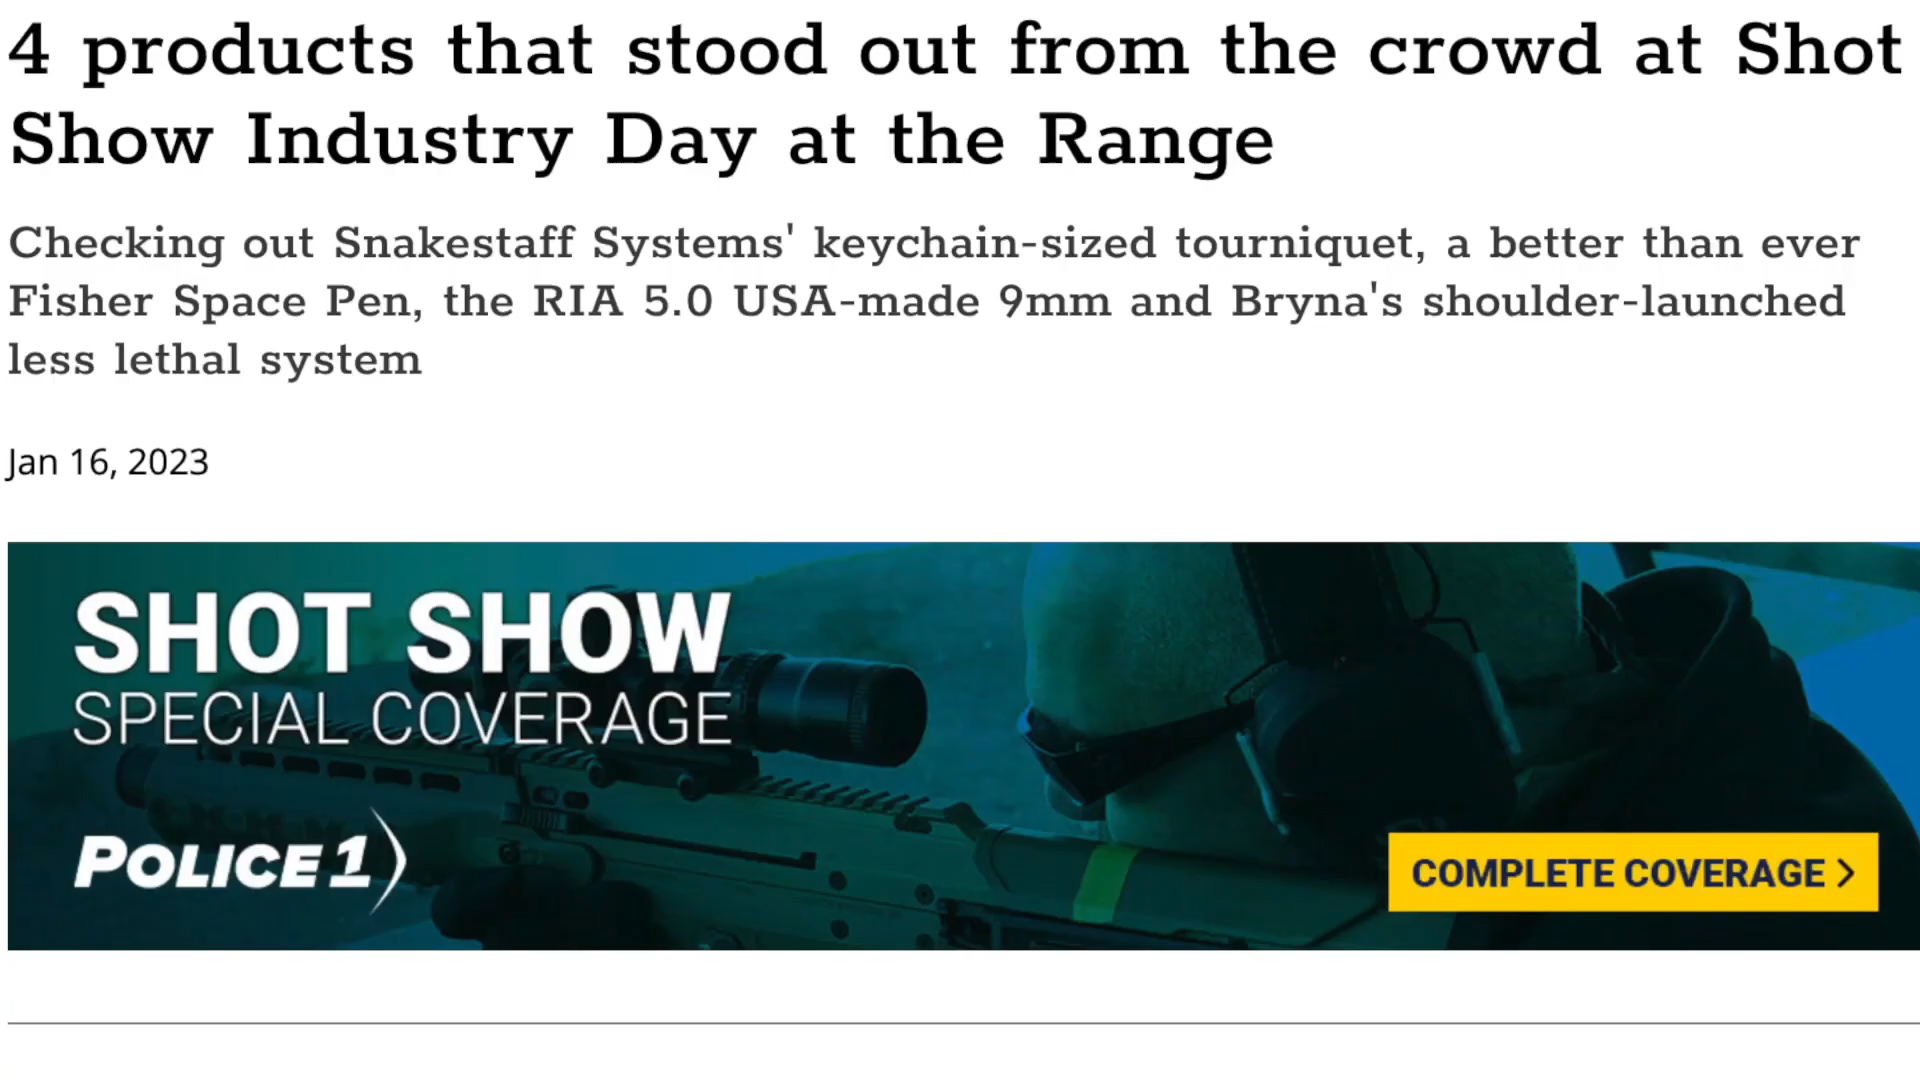 4 products that stood out from the crowd at Shot
Show Industry Day at the Range
Checking out Snakestaff Systems' keychain-sized tourniquet, a better than ever
Fisher Space Pen, the RIA 5.0 USA-made 9mm and Bryna's shoulder-launched
less lethal system
Jan 16, 2023
SHOT SHOW
SPECIAL COVERAGE
POLICE1
COMPLETE COVERAGE >